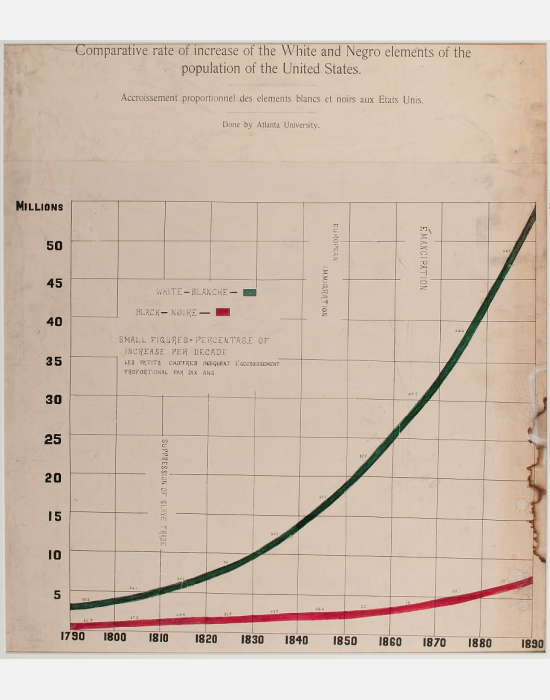 Comparative rate of increase of the White and Negro elements of the
population of the United States.
Accroissement proportionnel des elements blancs et noirs aux Etats Unis.
Done by Atlanta University.
MILLIONS
50
45
40
35
30
25
20
15
10
5
WHITE-BLANCHE-
BLACK-NOIRE-
SMALL FIGURES-PERCENTAGE OF
INCREASE PER DECADE
LES PETITS CHIFFRES INDIQUENT L'ACCROISSEMENT
PROPORTIONAL PAR DIX ANS
SUPPRESSION OF SLAVE TRADE
EUROPEAN IMMIGRATION
EMANCIPATION
1790 1800 1810 1820 1830 1840 1850 1860 1870 1880 1890